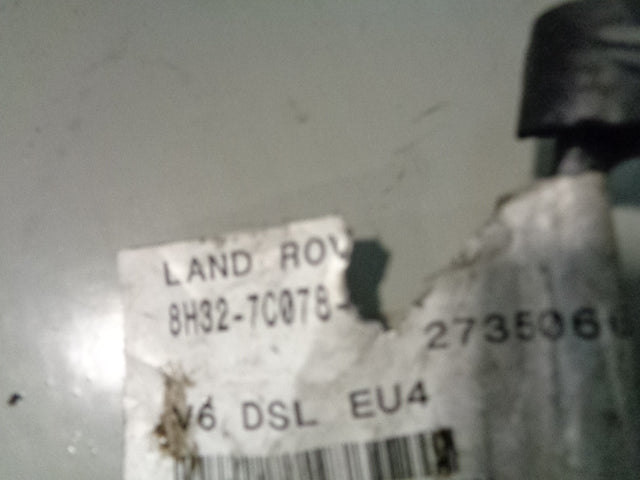 LAND ROV
8H32-7C078-
273506
V6 DSL EU4